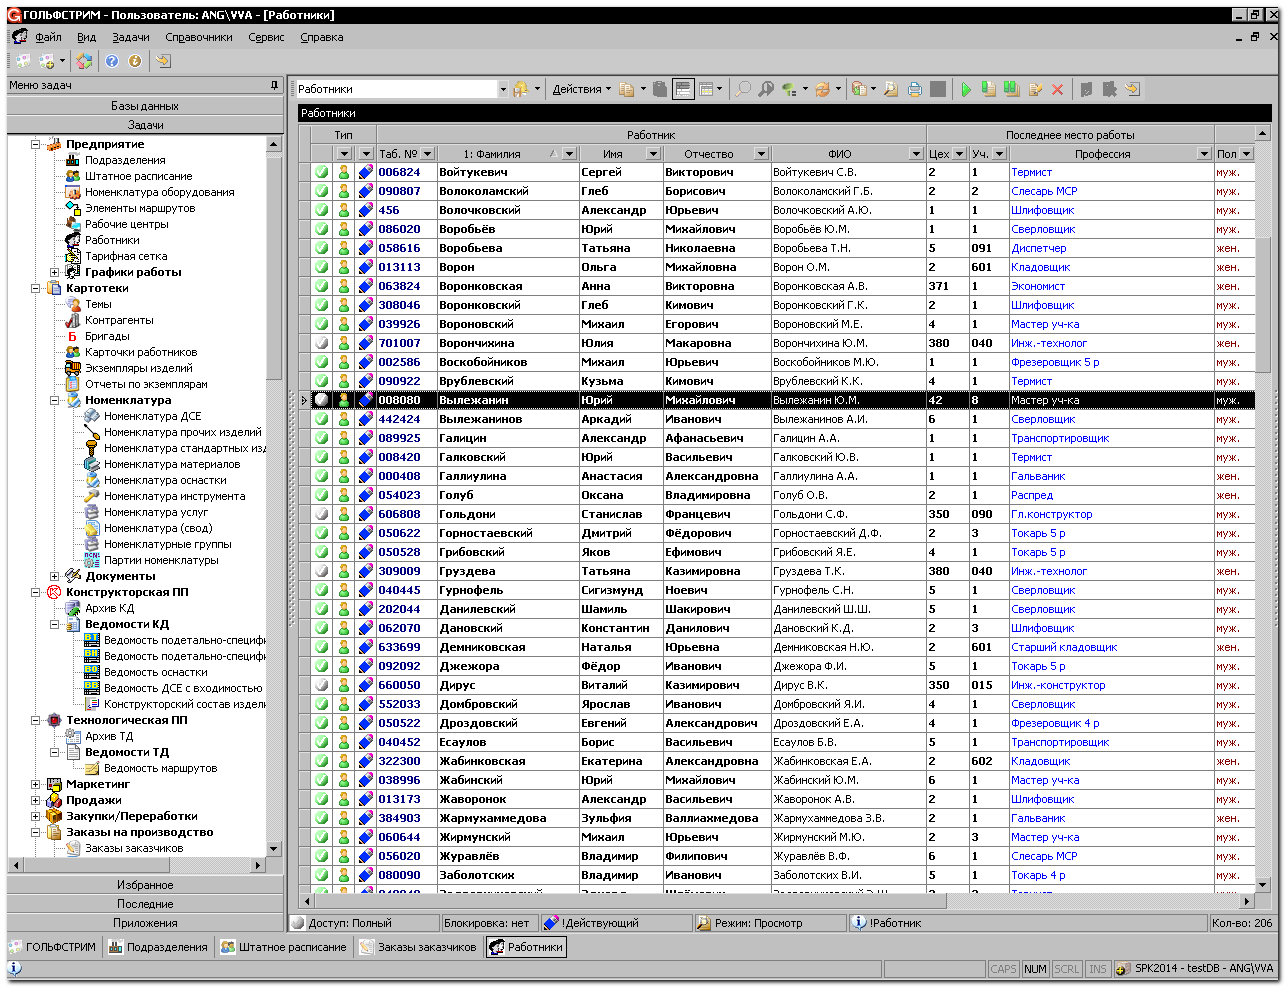 ГОЛЬФСТРИМ - Пользователь: ANG\VVA - [Работники]
Файл Вид Задачи Справочники Сервис Справка
Меню задач
Базы данных
Задачи
Предприятие
Подразделения
Штатное расписание
Номенклатура оборудования
Элементы маршрутов
Рабочие центры
Работники
Тарифная сетка
Графики работы
Картотеки
Темы
Контрагенты
Бригады
Карточки работников
Экземпляры изделий
Отчеты по экземплярам
Номенклатура
Номенклатура ДСЕ
Номенклатура прочих изделий
Номенклатура стандартных изд
Номенклатура материалов
Номенклатура оснастки
Номенклатура инструмента
Номенклатура услуг
Номенклатура (свод)
Номенклатурные группы
Партии номенклатуры
Документы
Конструкторская ПП
Архив КД
Ведомости КД
Ведомость подетально-специфи
Ведомость подетально-специфи
Ведомость оснастки
Ведомость ДСЕ с входимостью
Конструкторский состав издели
Технологическая ПП
Архив ТД
Ведомости ТД
Ведомость маршрутов
Маркетинг
Продажи
Закупки/Переработки
Заказы на производство
Заказы заказчиков
Избранное
Последние
Приложения
Работники Действия
Работники
Тип Работник Последнее место работы
Таб. № 1: Фамилия Имя Отчество ФИО Цех Уч. Профессия Пол
006824 Войтукевич Сергей Викторович Войтукевич С.В. 2 1 Термист муж.
090807 Волоколамский Глеб Борисович Волоколамский Г.Б. 2 2 Слесарь МСР муж.
456 Волочковский Александр Юрьевич Волочковский А.Ю. 1 1 Шлифовщик муж.
086020 Воробьёв Юрий Михайлович Воробьёв Ю.М. 1 1 Сверловщик муж.
058616 Воробьева Татьяна Николаевна Воробьева Т.Н. 5 091 Диспетчер жен.
013113 Ворон Ольга Михайловна Ворон О.М. 2 601 Кладовщик жен.
063824 Воронковская Анна Викторовна Воронковская А.В. 371 1 Экономист жен.
308046 Воронковский Глеб Кимович Воронковский Г.К. 2 1 Шлифовщик муж.
039926 Вороновский Михаил Егорович Вороновский М.Е. 4 1 Мастер уч-ка муж.
701007 Ворончихина Юлия Макаровна Ворончихина Ю.М. 380 040 Инж.-технолог жен.
002586 Воскобойников Михаил Юрьевич Воскобойников М.Ю. 1 1 Фрезеровщик 5 р муж.
090922 Врублевский Кузьма Кимович Врублевский К.К. 4 1 Термист муж.
008080 Вылежанин Юрий Михайлович Вылежанин Ю.М. 42 8 Мастер уч-ка муж.
442424 Вылежанинов Аркадий Иванович Вылежанинов А.И. 6 1 Сверловщик муж.
089925 Галицин Александр Афанасьевич Галицин А.А. 1 1 Транспортировщик муж.
008420 Галковский Юрий Васильевич Галковский Ю.В. 1 1 Термист муж.
000408 Галлиулина Анастасия Александровна Галлиулина А.А. 1 1 Гальваник жен.
054023 Голуб Оксана Владимировна Голуб О.В. 2 1 Распред жен.
606808 Гольдони Станислав Францевич Гольдони С.Ф. 350 090 Гл.конструктор муж.
050622 Горностаевский Дмитрий Фёдорович Горностаевский Д.Ф. 2 3 Токарь 5 р муж.
050528 Грибовский Яков Ефимович Грибовский Я.Е. 4 1 Токарь 5 р муж.
309009 Груздева Татьяна Казимировна Груздева Т.К. 380 040 Инж.-технолог жен.
040445 Гурнофель Сигизмунд Ноевич Гурнофель С.Н. 5 1 Сверловщик муж.
202044 Данилевский Шамиль Шакирович Данилевский Ш.Ш. 5 1 Сверловщик муж.
062070 Дановский Константин Данилович Дановский К.Д. 2 3 Шлифовщик муж.
633699 Демниковская Наталья Юрьевна Демниковская Н.Ю. 2 601 Старший кладовщик жен.
092092 Джежора Фёдор Иванович Джежора Ф.И. 5 1 Токарь 5 р муж.
660050 Дирус Виталий Казимирович Дирус В.К. 350 015 Инж.-конструктор муж.
552033 Домбровский Ярослав Иванович Домбровский Я.И. 4 1 Сверловщик муж.
050522 Дроздовский Евгений Александрович Дроздовский Е.А. 4 1 Фрезеровщик 4 р муж.
040452 Есаулов Борис Васильевич Есаулов Б.В. 5 1 Транспортировщик муж.
322300 Жабинковская Екатерина Александровна Жабинковская Е.А. 2 602 Кладовщик жен.
038996 Жабинский Юрий Михайлович Жабинский Ю.М. 6 1 Мастер уч-ка муж.
013173 Жаворонок Александр Васильевич Жаворонок А.В. 2 1 Шлифовщик муж.
384903 Жармухаммедова Зульфия Валлиахмедова Жармухаммедова З.В. 2 1 Гальваник жен.
060644 Жирмунский Михаил Юрьевич Жирмунский М.Ю. 2 3 Мастер уч-ка муж.
056020 Журавлёв Владимир Филипович Журавлёв В.Ф. 6 1 Слесарь МСР муж.
080090 Заболотских Владимир Иванович Заболотских В.И. 5 1 Токарь 4 р муж.
Доступ: Полный Блокировка: нет !Действующий Режим: Просмотр !Работник Кол-во: 206
ГОЛЬФСТРИМ Подразделения Штатное расписание Заказы заказчиков Работники
CAPS NUM SCRL INS SPK2014 - testDB - ANG\VVA